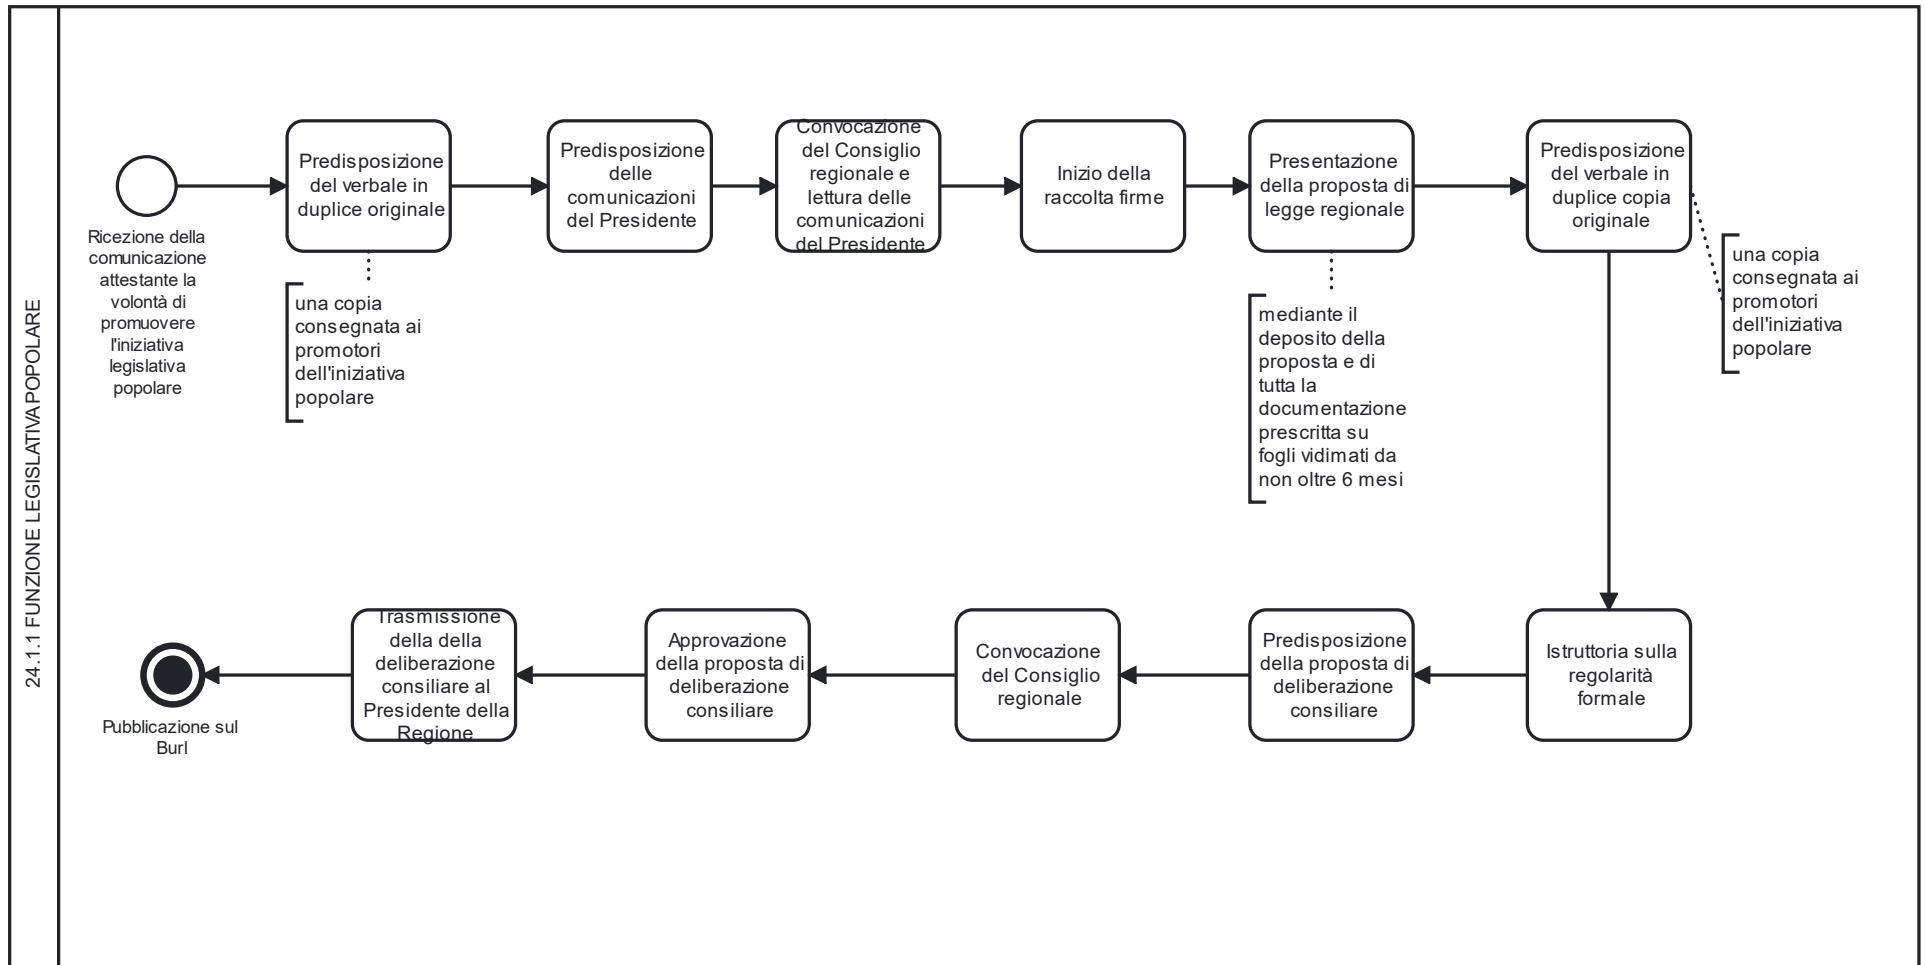 24.1.1 FUNZIONE LEGISLATIVA POPOLARE
Ricezione della
comunicazione
attestante la
volontà di
promuovere
l'iniziativa
legislativa
popolare
Predisposizione
del verbale in
duplice originale
una copia
consegnata ai
promotori
dell'iniziativa
popolare
Predisposizione
delle
comunicazioni
del Presidente
Convocazione
del Consiglio
regionale e
lettura delle
comunicazioni
del Presidente
Inizio della
raccolta firme
Presentazione
della proposta di
legge regionale
mediante il
deposito della
proposta e di
tutta la
documentazione
prescritta su
fogli vidimati da
non oltre 6 mesi
Predisposizione
del verbale in
duplice copia
originale
una copia
consegnata ai
promotori
dell'iniziativa
popolare
Istruttoria sulla
regolarità
formale
Predisposizione
della proposta di
deliberazione
consiliare
Convocazione
del Consiglio
regionale
Approvazione
della proposta di
deliberazione
consiliare
Trasmissione
della della
deliberazione
consiliare al
Presidente della
Regione
Pubblicazione sul
Burl